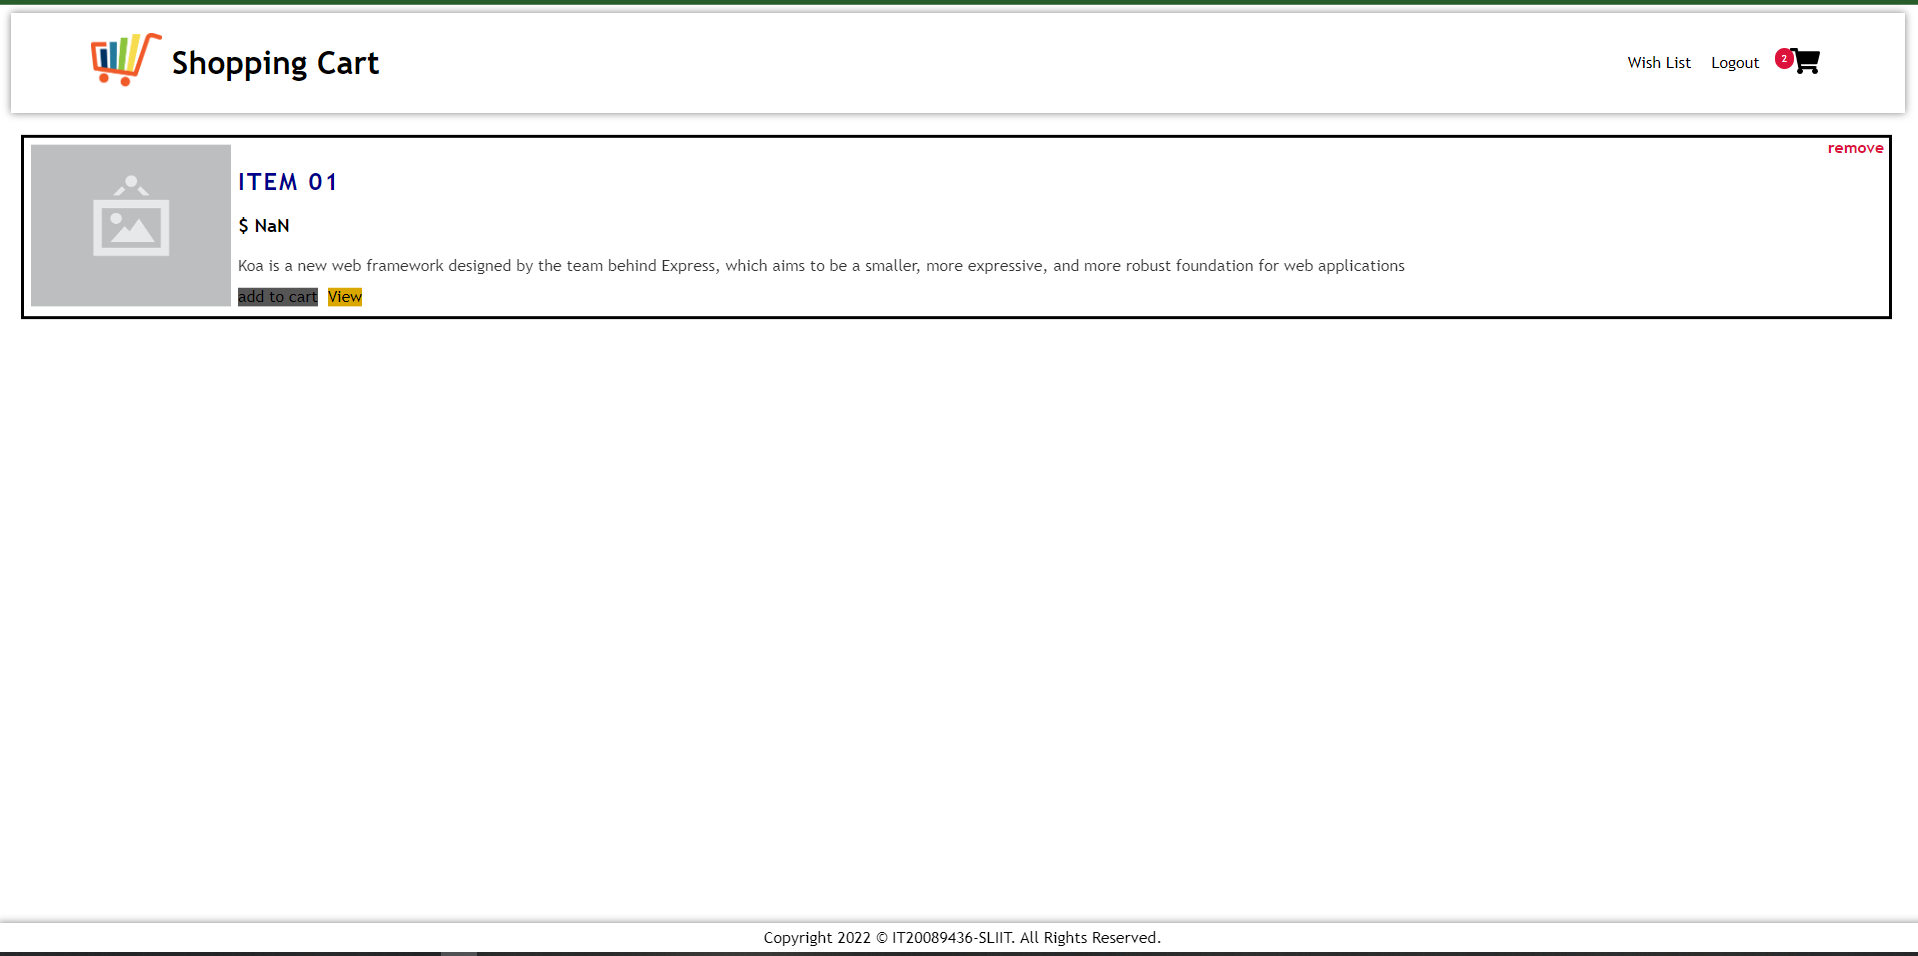 Shopping Cart
Wish List Logout 2
remove
ITEM 01
$ NaN
Koa is a new web framework designed by the team behind Express, which aims to be a smaller, more expressive, and more robust foundation for web applications
add to cart View
Copyright 2022 © IT20089436-SLIIT. All Rights Reserved.